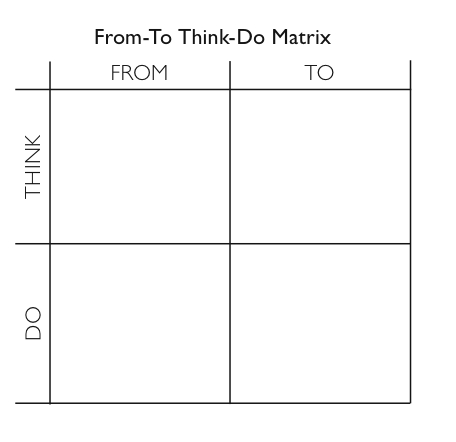 From-To Think-Do Matrix
FROM TO
THINK
DO